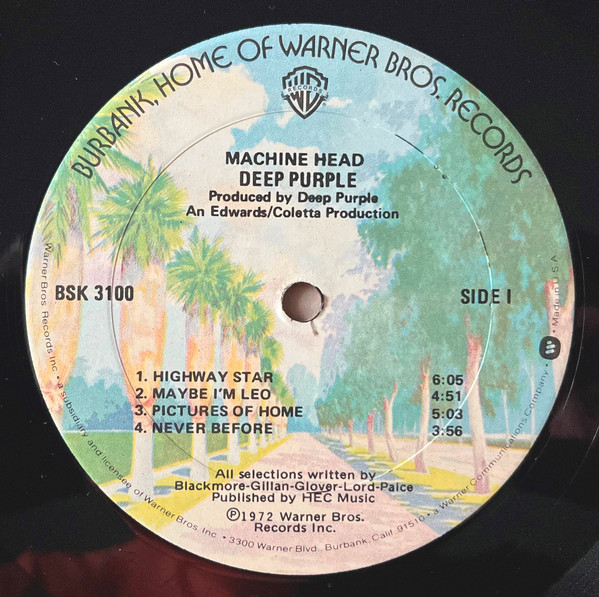 BURBANK, HOME OF WARNER BROS. RECORDS
WB
RECORDS
MACHINE HEAD
DEEP PURPLE
Produced by Deep Purple
An Edwards/Coletta Production
BSK 3100
SIDE I
1. HIGHWAY STAR 6:05
2. MAYBE I'M LEO 4:51
3. PICTURES OF HOME 5:03
4. NEVER BEFORE 3:56
All selections written by
Blackmore-Gillan-Glover-Lord-Paice
Published by HEC Music
Ⓟ1972 Warner Bros.
Records Inc.
Warner Bros. Records Inc. • a subsidiary and licensee of Warner Bros. Inc. • 3300 Warner Blvd., Burbank, Calif. 91510 • a Warner Communications Company • Made in U.S.A.